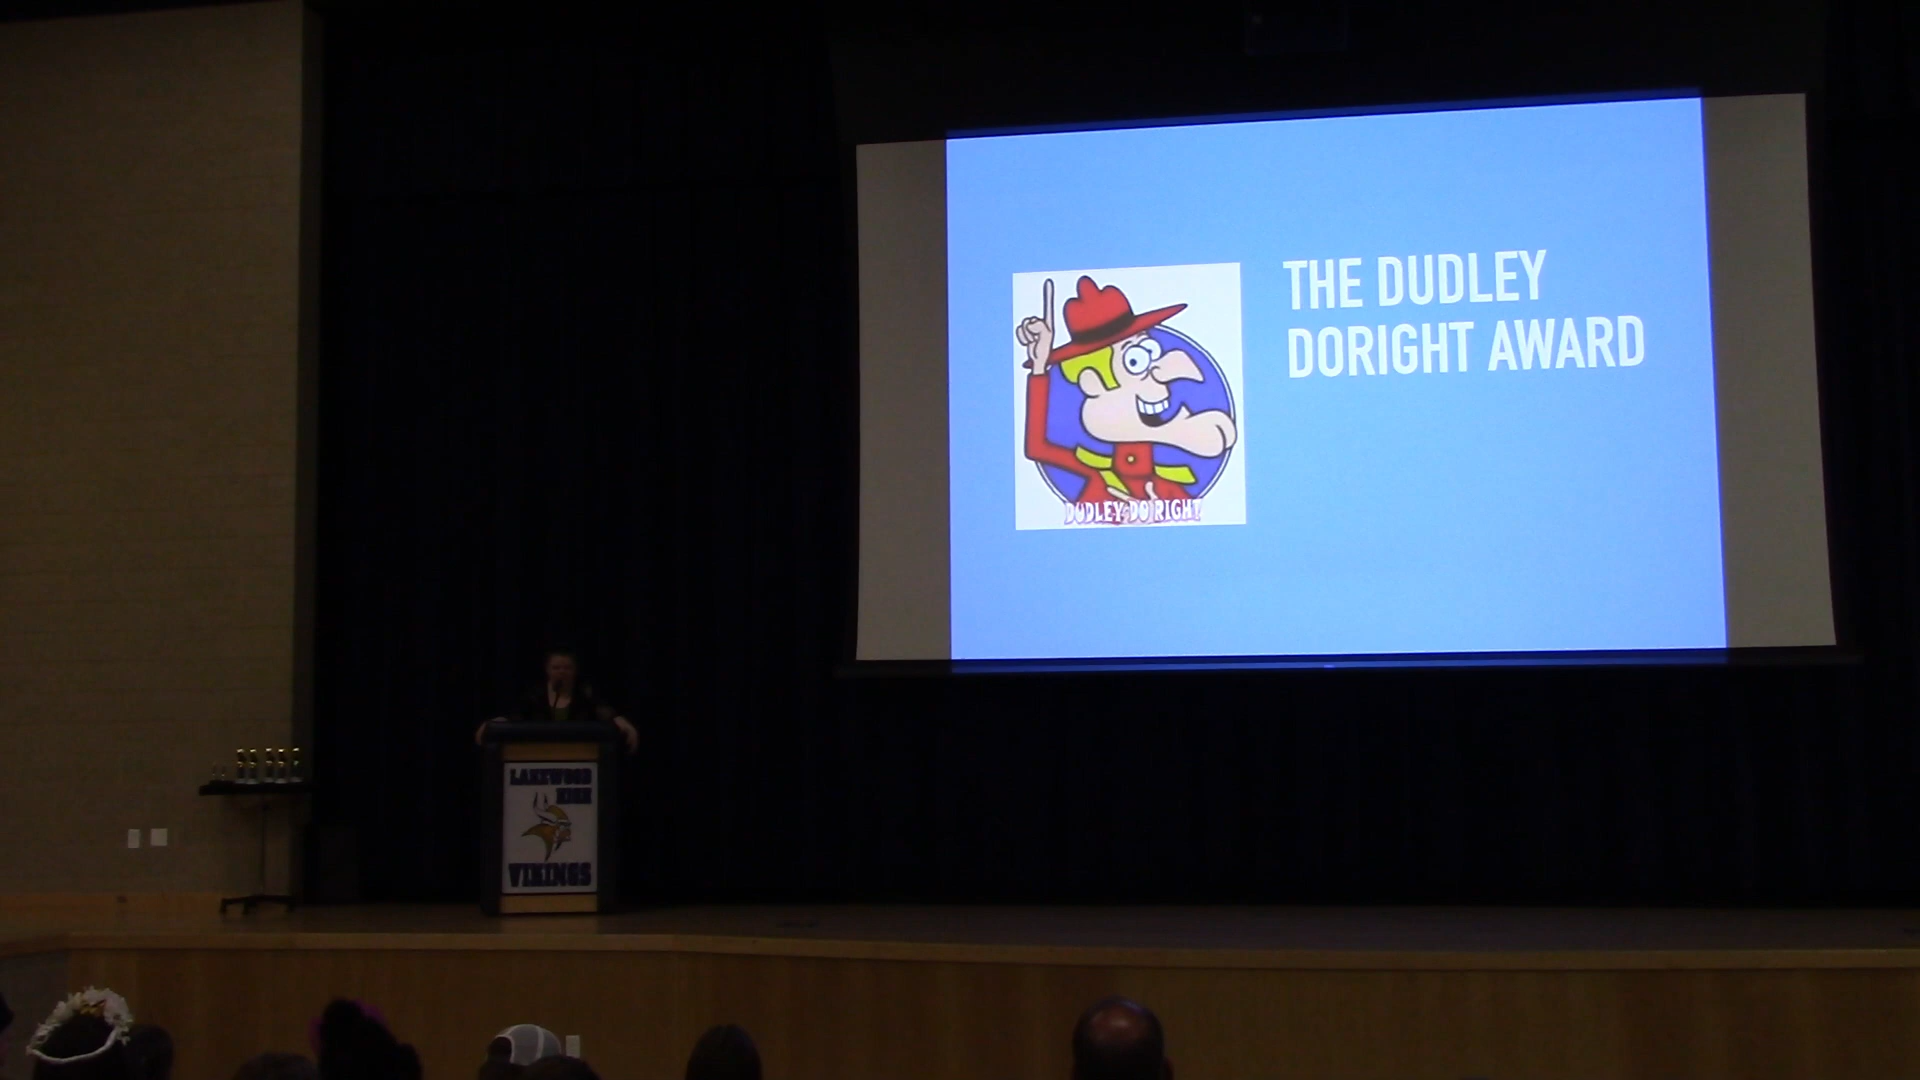 THE DUDLEY
DORIGHT AWARD
DUDLEY DO RIGHT
LAKEWOOD
HIGH
VIKINGS